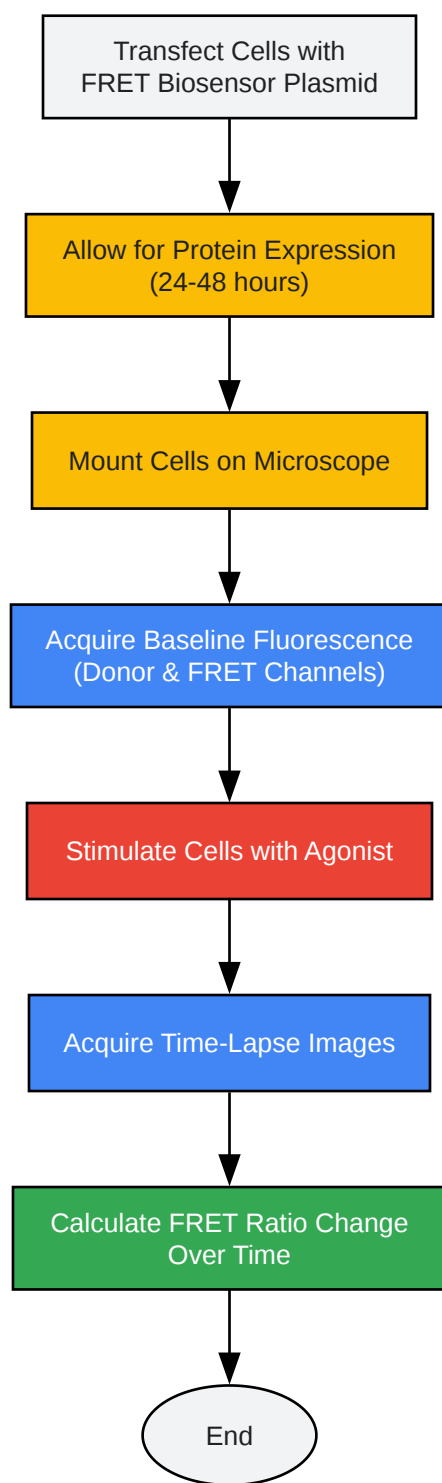 Transfect Cells with
FRET Biosensor Plasmid
Allow for Protein Expression
(24-48 hours)
Mount Cells on Microscope
Acquire Baseline Fluorescence
(Donor & FRET Channels)
Stimulate Cells with Agonist
Acquire Time-Lapse Images
Calculate FRET Ratio Change
Over Time
End